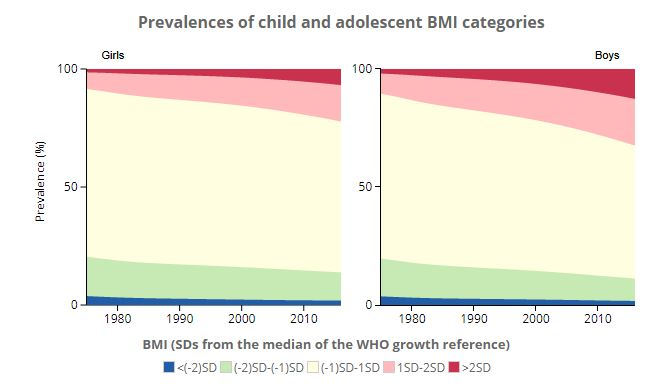 Prevalences of child and adolescent BMI categories
Girls
Boys
100
50
0
Prevalence (%)
1980
1990
2000
2010
100
50
0
1980
1990
2000
2010
BMI (SDs from the median of the WHO growth reference)
<(-2)SD (-2)SD-(-1)SD (-1)SD-1SD 1SD-2SD >2SD